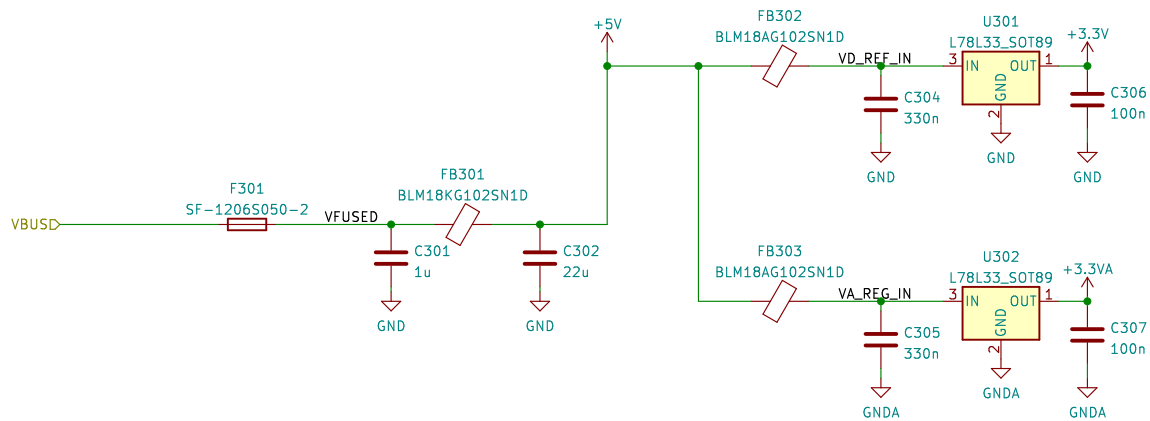 FB302
BLM18AG102SN1D
+5V
U301
L78L33_SOT89
+3.3V
VD_REF_IN
3 IN OUT 1
GND
2
C304
330n
C306
100n
GND
GND
GND
F301
SF-1206S050-2
VBUS
VFUSED
FB301
BLM18KG102SN1D
C301
1u
C302
22u
GND
GND
FB303
BLM18AG102SN1D
U302
L78L33_SOT89
+3.3VA
VA_REG_IN
3 IN OUT 1
GND
2
C305
330n
C307
100n
GNDA
GNDA
GNDA